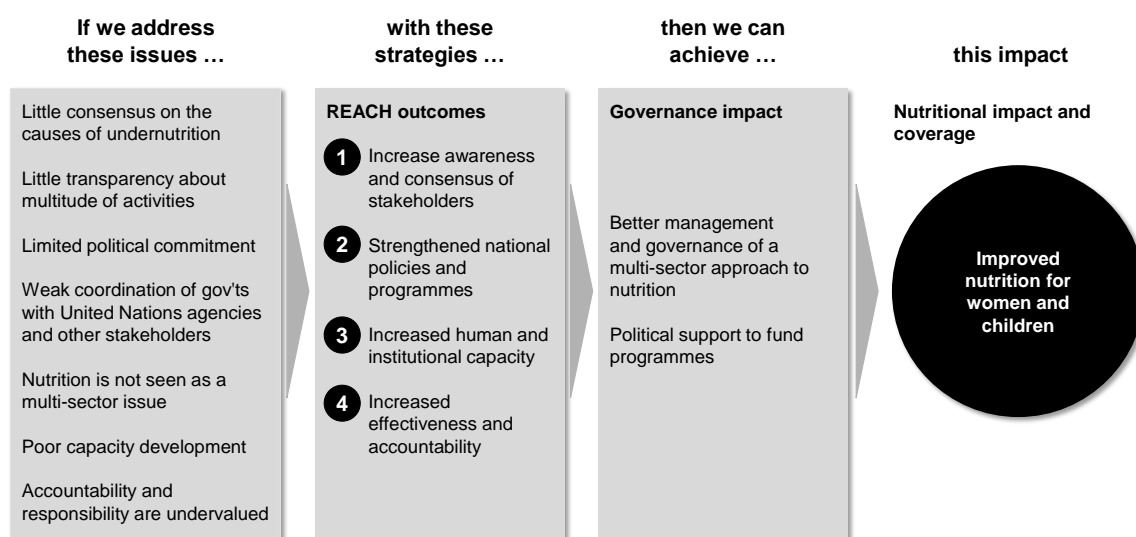 If we address
these issues …
with these
strategies …
then we can
achieve …
this impact
Little consensus on the
causes of undernutrition
Little transparency about
multitude of activities
Limited political commitment
Weak coordination of gov'ts
with United Nations agencies
and other stakeholders
Nutrition is not seen as a
multi-sector issue
Poor capacity development
Accountability and
responsibility are undervalued
REACH outcomes
1 Increase awareness
and consensus of
stakeholders
2 Strengthened national
policies and
programmes
3 Increased human and
institutional capacity
4 Increased
effectiveness and
accountability
Governance impact
Better management
and governance of a
multi-sector approach to
nutrition
Political support to fund
programmes
Nutritional impact and
coverage
Improved
nutrition for
women and
children